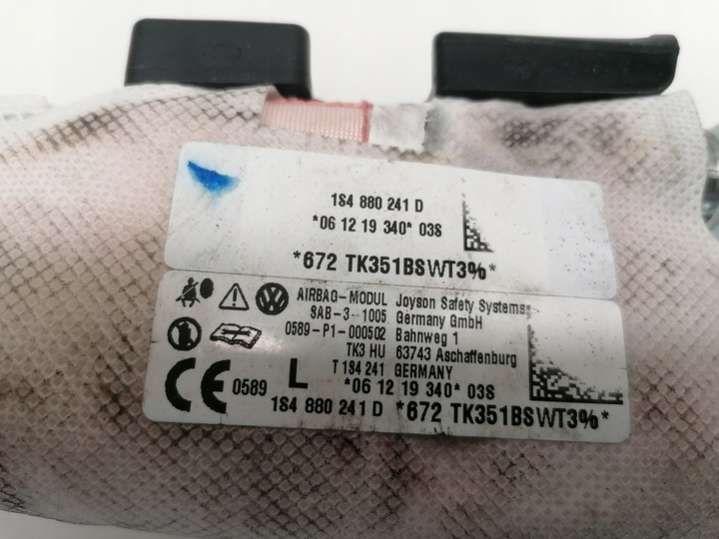 1S4 880 241 D
*06 12 19 340* 03S
*672 TK351BSWT3%*
AIRBAG-MODUL Joyson Safety Systems
SAB-3-1005 Germany GmbH
0589-P1-000502 Bahnweg 1
TK3 HU 63743 Aschaffenburg
T 1S4 241 GERMANY
CE 0589 L *06 12 19 340* 03S
1S4 880 241 D *672 TK351BSWT3%*